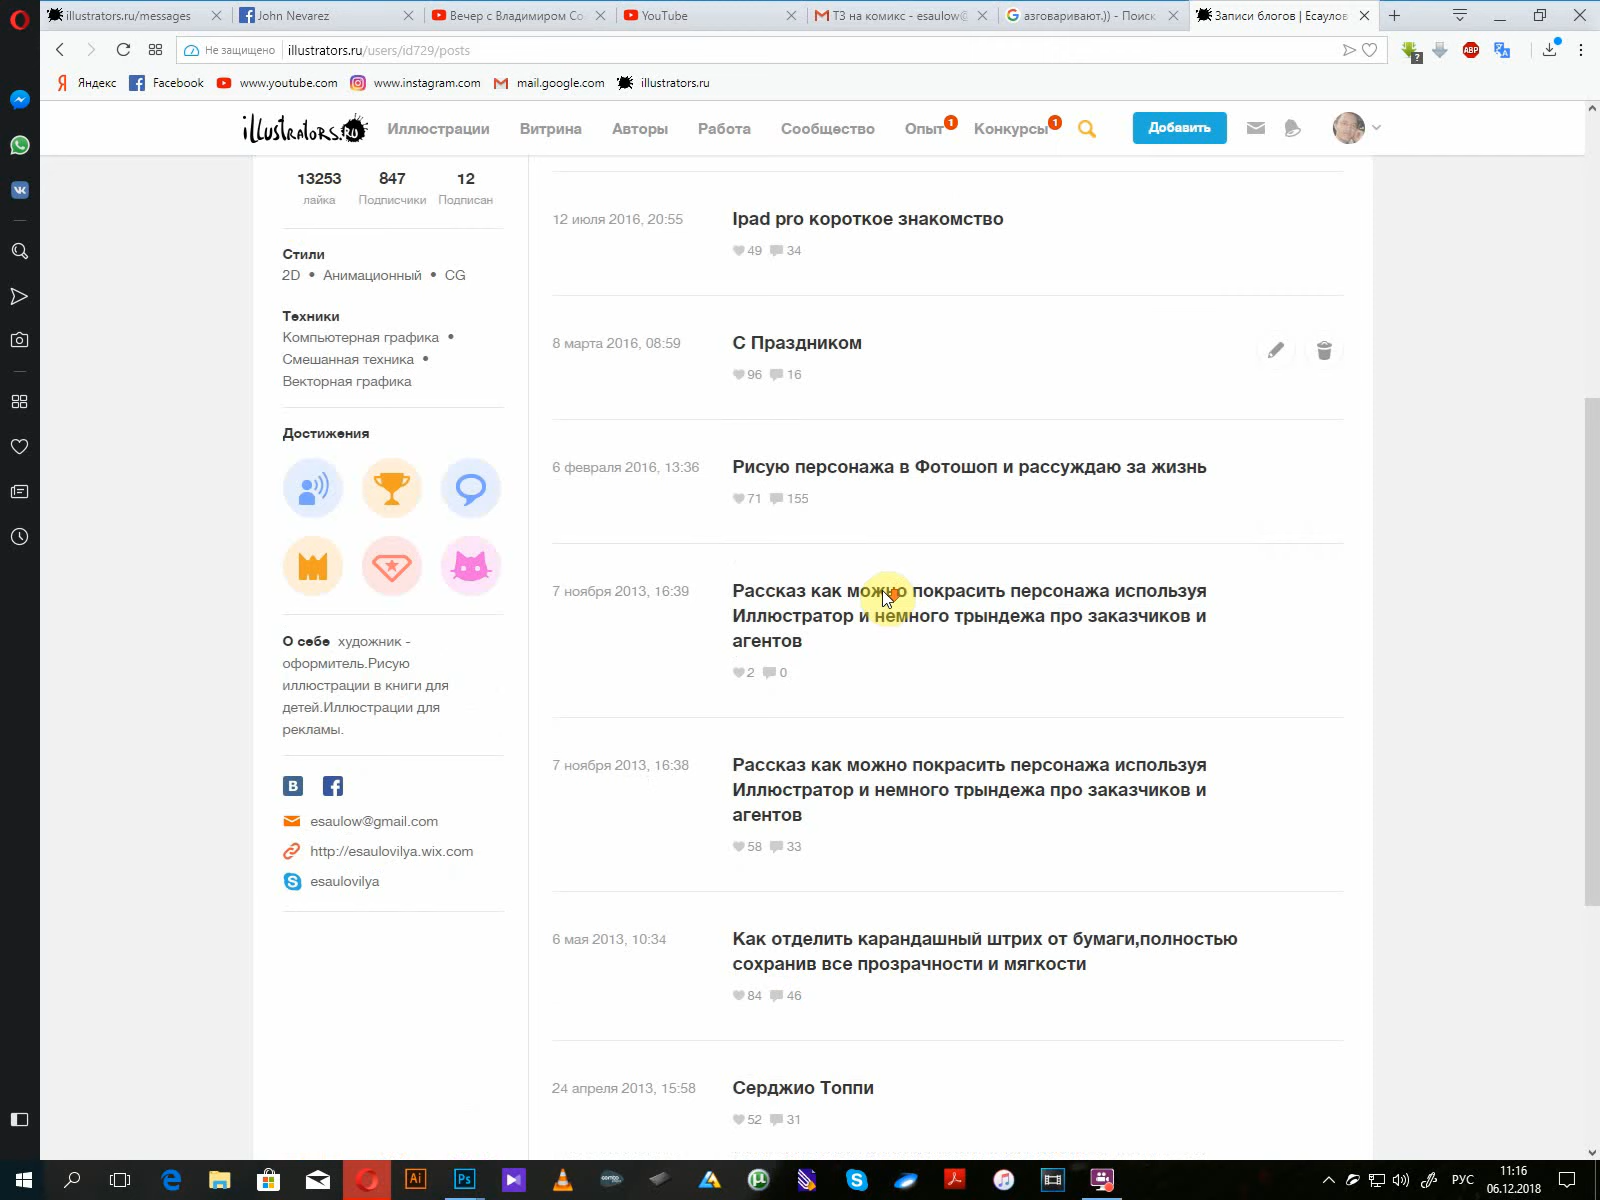 illustrators.ru/messages
John Nevarez
Вечер с Владимиром Со
YouTube
ТЗ на комикс - esaulow@
азговаривают.)) - Поиск
Записи блогов | Есаулов
Не защищено
illustrators.ru/users/id729/posts
Яндекс
Facebook
www.youtube.com
www.instagram.com
mail.google.com
illustrators.ru
illustrators.RU
Иллюстрации
Витрина
Авторы
Работа
Сообщество
Опыт 1
Конкурсы 1
Добавить
13253 847 12
лайка Подписчики Подписан
Стили
2D • Анимационный • CG
Техники
Компьютерная графика •
Смешанная техника •
Векторная графика
Достижения
О себе художник -
оформитель.Рисую
иллюстрации в книги для
детей.Иллюстрации для
рекламы.
esaulow@gmail.com
http://esaulovilya.wix.com
esaulovilya
12 июля 2016, 20:55
Ipad pro короткое знакомство
49 34
8 марта 2016, 08:59
С Праздником
96 16
6 февраля 2016, 13:36
Рисую персонажа в Фотошоп и рассуждаю за жизнь
71 155
7 ноября 2013, 16:39
Рассказ как можно покрасить персонажа используя
Иллюстратор и немного трындежа про заказчиков и
агентов
2 0
7 ноября 2013, 16:38
Рассказ как можно покрасить персонажа используя
Иллюстратор и немного трындежа про заказчиков и
агентов
58 33
6 мая 2013, 10:34
Как отделить карандашный штрих от бумаги,полностью
сохранив все прозрачности и мягкости
84 46
24 апреля 2013, 15:58
Серджио Топпи
52 31
Ai
Ps
РУС
11:16
06.12.2018